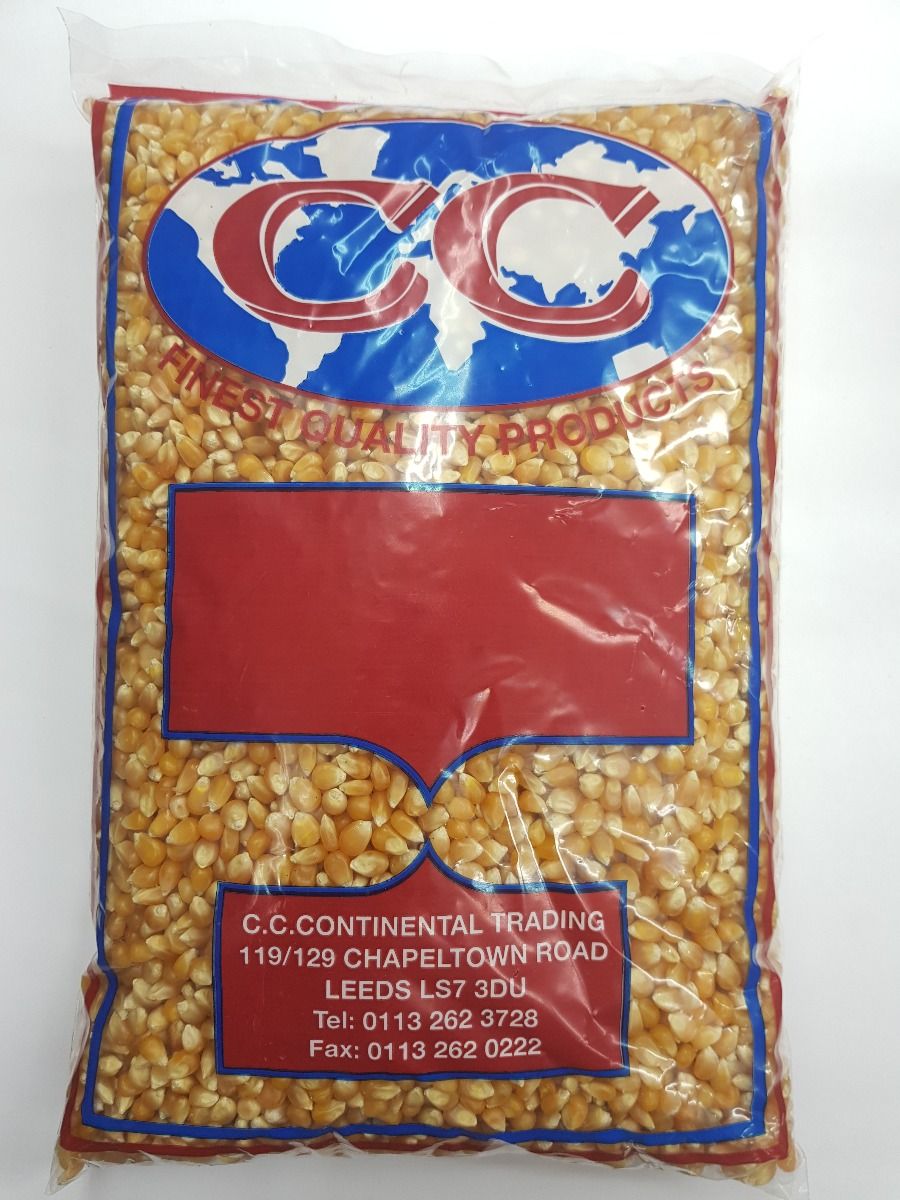 CC
FINEST QUALITY PRODUCTS
C.C.CONTINENTAL TRADING
119/129 CHAPELTOWN ROAD
LEEDS LS7 3DU
Tel: 0113 262 3728
Fax: 0113 262 0222